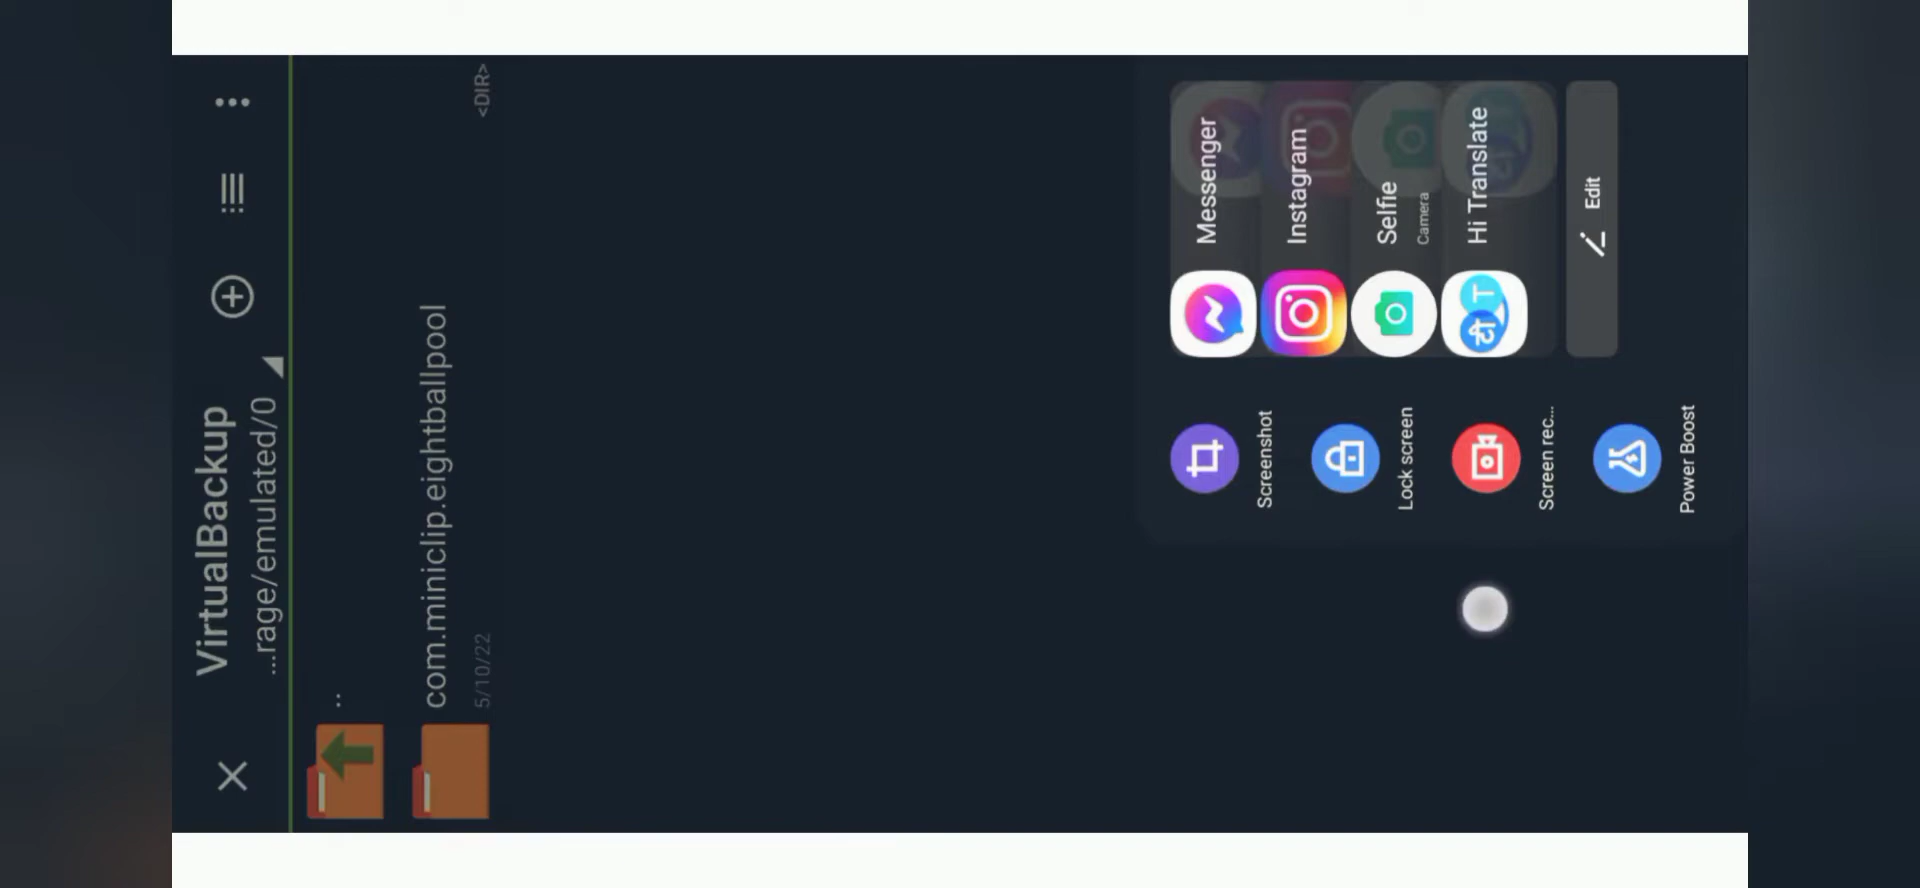 VirtualBackup
...rage/emulated/0
..
com.miniclip.eightballpool
5/10/22
<DIR>
Messenger
Instagram
Selfie
Camera
Hi Translate
Edit
Screenshot
Lock screen
Screen rec...
Power Boost